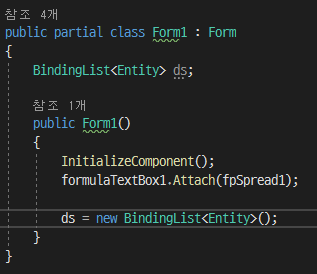 참조 4개
public partial class Form1 : Form
{
BindingList<Entity> ds;
참조 1개
public Form1()
{
InitializeComponent();
formulaTextBox1.Attach(fpSpread1);
ds = new BindingList<Entity>();
}
}